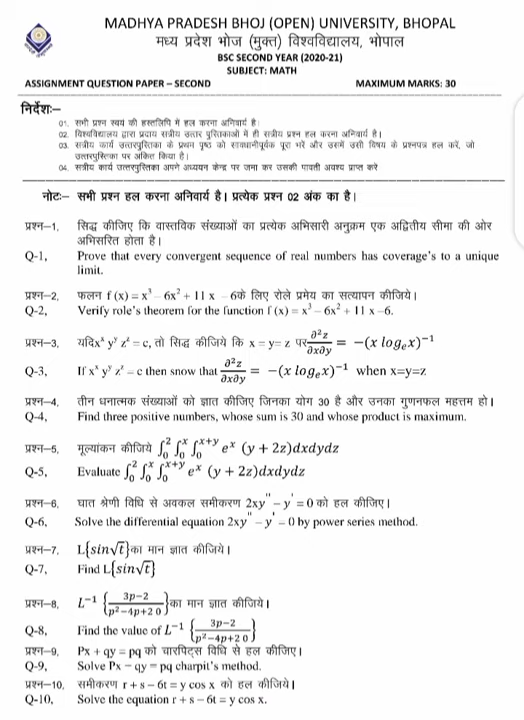 MADHYA PRADESH BHOJ (OPEN) UNIVERSITY, BHOPAL
मध्य प्रदेश भोज (मुक्त) विश्वविद्यालय, भोपाल
BSC SECOND YEAR (2020-21)
SUBJECT: MATH
ASSIGNMENT QUESTION PAPER – SECOND MAXIMUM MARKS: 30
निर्देशः–
01. सभी प्रश्न स्वयं की हस्तलिपि में हल करना अनिवार्य है।
02. विश्वविद्यालय द्वारा प्रदाय सत्रीय उत्तर पुस्तिकाओं में ही सत्रीय प्रश्न हल करना अनिवार्य है।
03. सत्रीय कार्य उत्तरपुस्तिका के प्रथम पृष्ठ को सावधानीपूर्वक पूरा भरें और उसमें उसी विषय के प्रश्नपत्र हल करें, जो
उत्तरपुस्तिका पर अंकित किया है।
04. सत्रीय कार्य उत्तरपुस्तिका अपने अध्ययन केन्द्र पर जमा कर उसकी पावती अवश्य प्राप्त करें
नोटः– सभी प्रश्न हल करना अनिवार्य है। प्रत्येक प्रश्न 02 अंक का है।
प्रश्न–1, सिद्ध कीजिए कि वास्तविक संख्याओं का प्रत्येक अभिसारी अनुक्रम एक अद्वितीय सीमा की ओर
अभिसरित होता है।
Q-1, Prove that every convergent sequence of real numbers has coverage's to a unique
limit.
प्रश्न–2, फलन f (x) = x³ – 6x² + 11 x – 6के लिए रोले प्रमेय का सत्यापन कीजिये।
Q-2, Verify role's theorem for the function f (x) = x³ – 6x² + 11 x –6.
प्रश्न–3, यदिxˣ yʸ zᶻ = c, तो सिद्ध कीजिये कि x = y= z पर ∂²z/∂x∂y = −(x logₑx)⁻¹
Q-3, If xˣ yʸ zᶻ = c then snow that ∂²z/∂x∂y = −(x logₑx)⁻¹ when x=y=z
प्रश्न–4, तीन धनात्मक संख्याओं को ज्ञात कीजिए जिनका योग 30 है और उनका गुणनफल महत्तम हो।
Q-4, Find three positive numbers, whose sum is 30 and whose product is maximum.
प्रश्न–5, मूल्यांकन कीजिये ∫₀² ∫₀ˣ ∫₀ˣ⁺ʸ eˣ (y + 2z)dxdydz
Q-5, Evaluate ∫₀² ∫₀ˣ ∫₀ˣ⁺ʸ eˣ (y + 2z)dxdydz
प्रश्न–6, घात श्रेणी विधि से अवकल समीकरण 2xy'' – y' = 0 को हल कीजिए।
Q-6, Solve the differential equation 2xy'' – y' = 0 by power series method.
प्रश्न–7, L{sin√t}का मान ज्ञात कीजिये।
Q-7, Find L{sin√t}
प्रश्न–8, L⁻¹ {3p−2/p²−4p+2 0}का मान ज्ञात कीजिये।
Q-8, Find the value of L⁻¹ {3p−2/p²−4p+2 0}
प्रश्न–9, Px + qy = pq को चारपिट्स विधि से हल कीजिए।
Q-9, Solve Px – qy = pq charpit's method.
प्रश्न–10, समीकरण r + s – 6t = y cos x को हल कीजिये।
Q-10, Solve the equation r + s – 6t = y cos x.